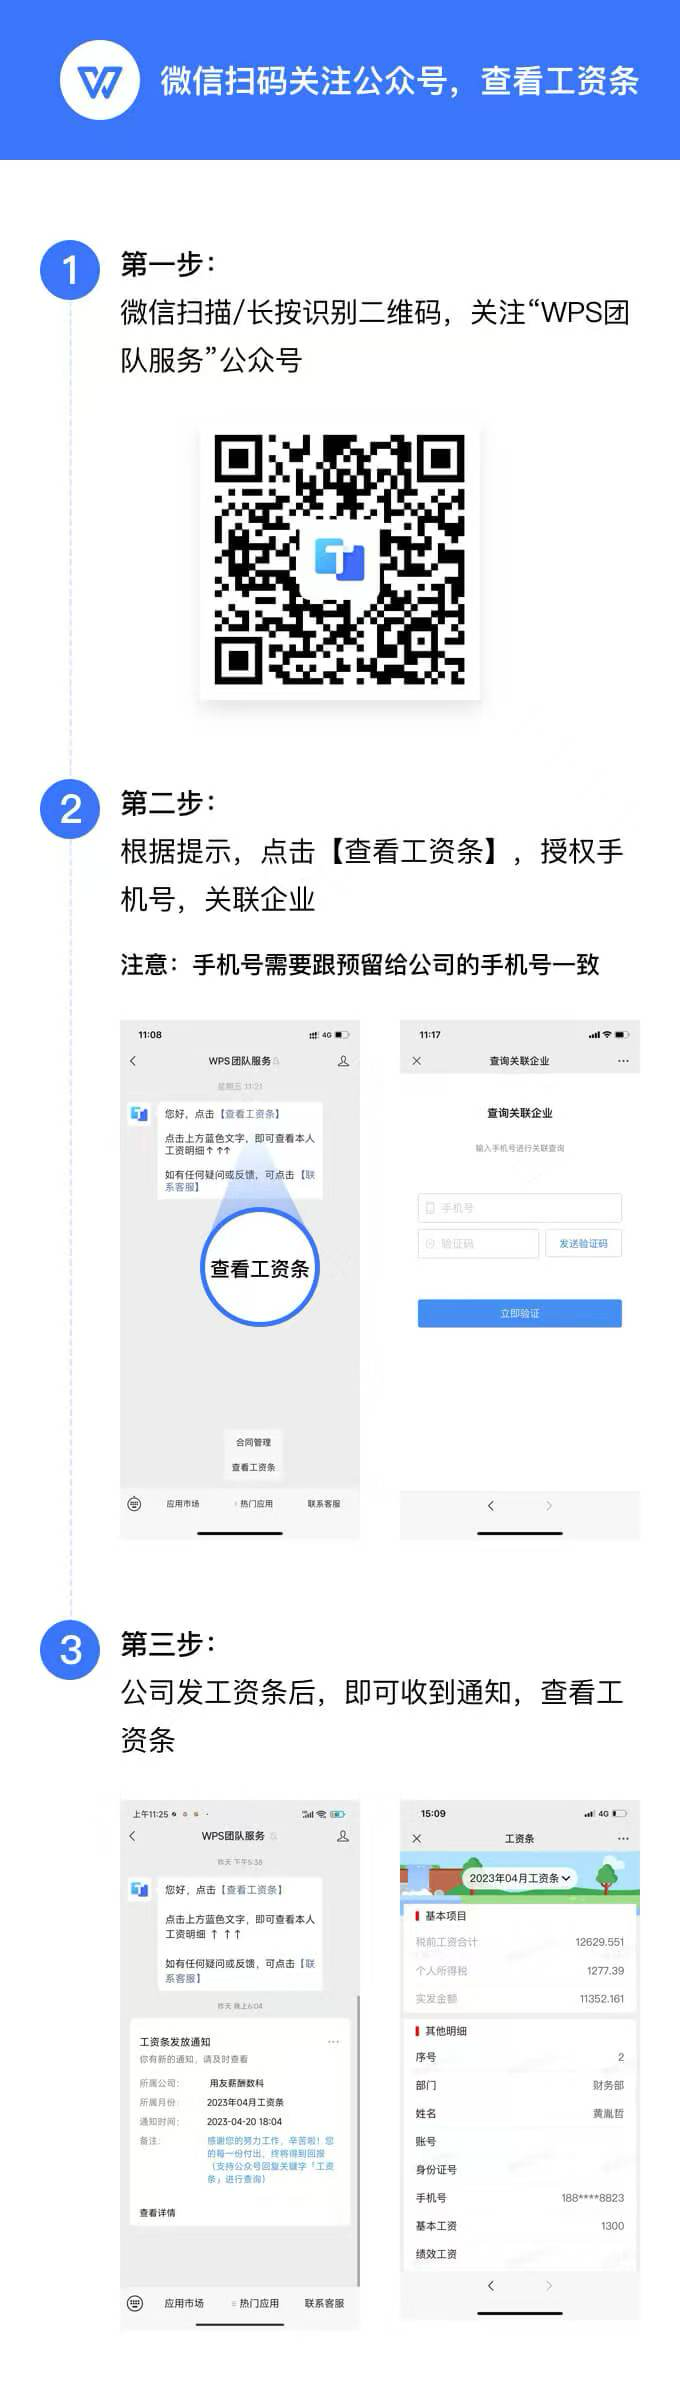 微信扫码关注公众号，查看工资条
1
第一步：
微信扫描/长按识别二维码，关注“WPS团
队服务”公众号
2
第二步：
根据提示，点击【查看工资条】，授权手
机号，关联企业
注意：手机号需要跟预留给公司的手机号一致
11:08
4G
WPS团队服务
星期五 11:21
您好，点击【查看工资条】
点击上方蓝色文字，即可查看本人
工资明细↑↑↑
如有任何疑问或反馈，可点击【联
系客服】
查看工资条
合同管理
查看工资条
应用市场
热门应用
联系客服
11:17
查询关联企业
查询关联企业
输入手机号进行关联查询
手机号
验证码
发送验证码
立即验证
3
第三步：
公司发工资条后，即可收到通知，查看工
资条
上午11:25
WPS团队服务
昨天 下午5:38
您好，点击【查看工资条】
点击上方蓝色文字，即可查看本人
工资明细 ↑ ↑ ↑
如有任何疑问或反馈，可点击【联
系客服】
昨天 晚上6:04
工资条发放通知
你有新的通知，请及时查看
所属公司： 用友薪酬数科
所属月份： 2023年04月工资条
通知时间： 2023-04-20 18:04
备注： 感谢您的努力工作，辛苦啦！您
的每一份付出，终将得到回报
（支持公众号回复关键字「工资
条」进行查询）
查看详情
应用市场
热门应用
联系客服
15:09
4G
工资条
2023年04月工资条
基本项目
税前工资合计 12629.551
个人所得税 1277.39
实发金额 11352.161
其他明细
序号 2
部门 财务部
姓名 黄胤哲
账号
身份证号
手机号 188****8823
基本工资 1300
绩效工资